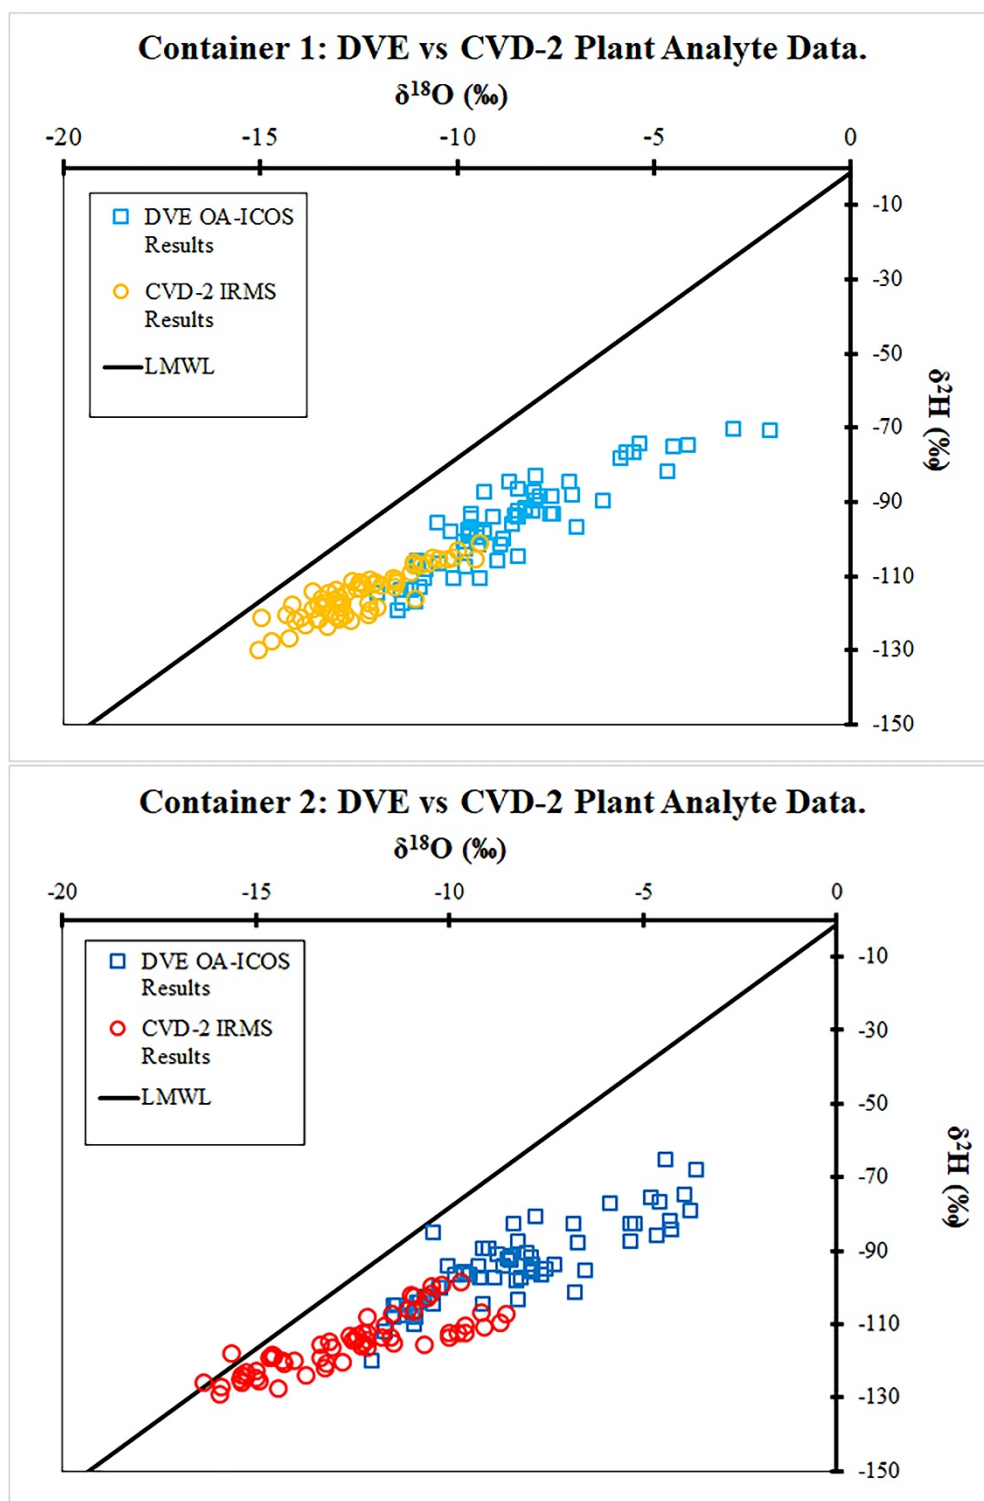 Container 1: DVE vs CVD-2 Plant Analyte Data.
δ¹⁸O (‰)
-20 -15 -10 -5 0
DVE OA-ICOS
Results
CVD-2 IRMS
Results
LMWL
-10
-30
-50
-70
-90
-110
-130
-150
δ²H (‰)
Container 2: DVE vs CVD-2 Plant Analyte Data.
δ¹⁸O (‰)
-20 -15 -10 -5 0
DVE OA-ICOS
Results
CVD-2 IRMS
Results
LMWL
-10
-30
-50
-70
-90
-110
-130
-150
δ²H (‰)